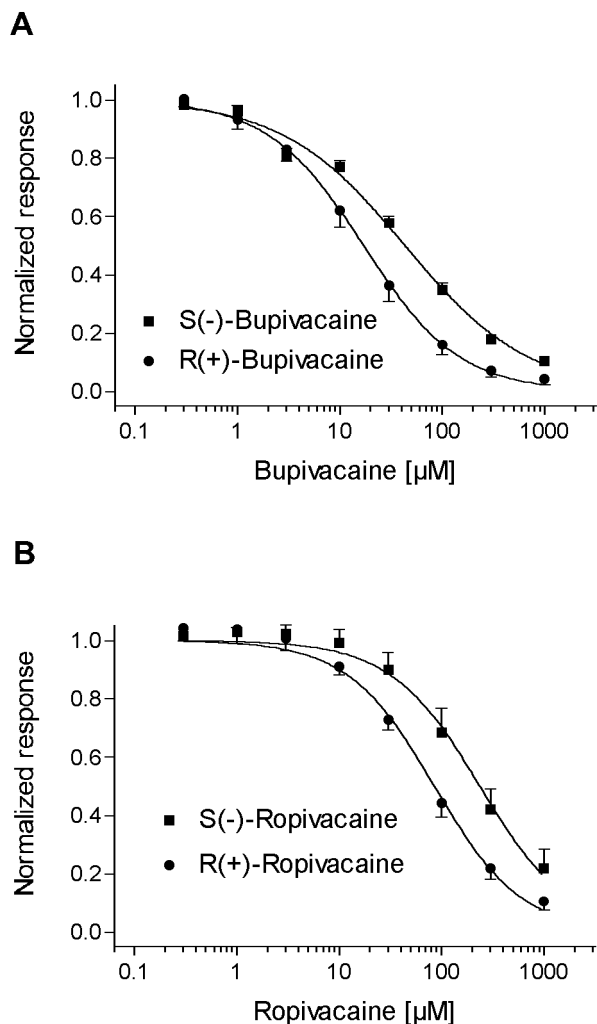 A
Normalized response
1.0
0.8
0.6
0.4
0.2
0.0
S(-)-Bupivacaine
R(+)-Bupivacaine
0.1 1 10 100 1000
Bupivacaine [µM]
B
Normalized response
1.0
0.8
0.6
0.4
0.2
0.0
S(-)-Ropivacaine
R(+)-Ropivacaine
0.1 1 10 100 1000
Ropivacaine [µM]